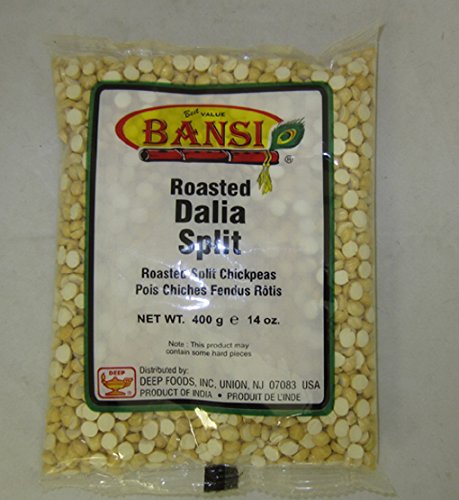 Best VALUE
BANSI
®
Roasted
Dalia
Split
Roasted Split Chickpeas
Pois Chiches Fendus Rôtis
NET WT. 400 g e 14 oz.
Note : This product may
contain some hard pieces
DEEP
Distributed by:
DEEP FOODS, INC, UNION, NJ 07083 USA
PRODUCT OF INDIA • PRODUIT DE L'INDE